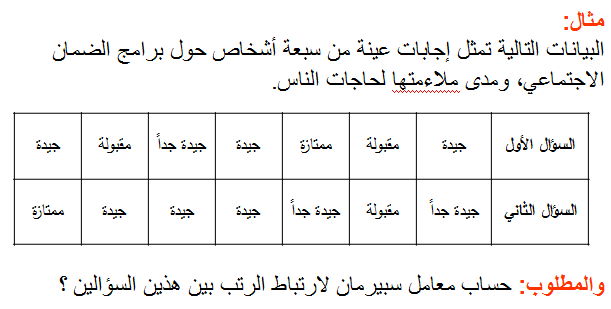 مثال:
البيانات التالية تمثل إجابات عينة من سبعة أشخاص حول برامج الضمان
الاجتماعي، ومدى ملاءمتها لحاجات الناس.
السؤال الأول جيدة مقبولة ممتازة جيدة جيدة جداً مقبولة جيدة
السؤال الثاني جيدة جداً مقبولة جيدة جداً جيدة جيدة جيدة ممتازة
والمطلوب: حساب معامل سبيرمان لارتباط الرتب بين هذين السؤالين ؟